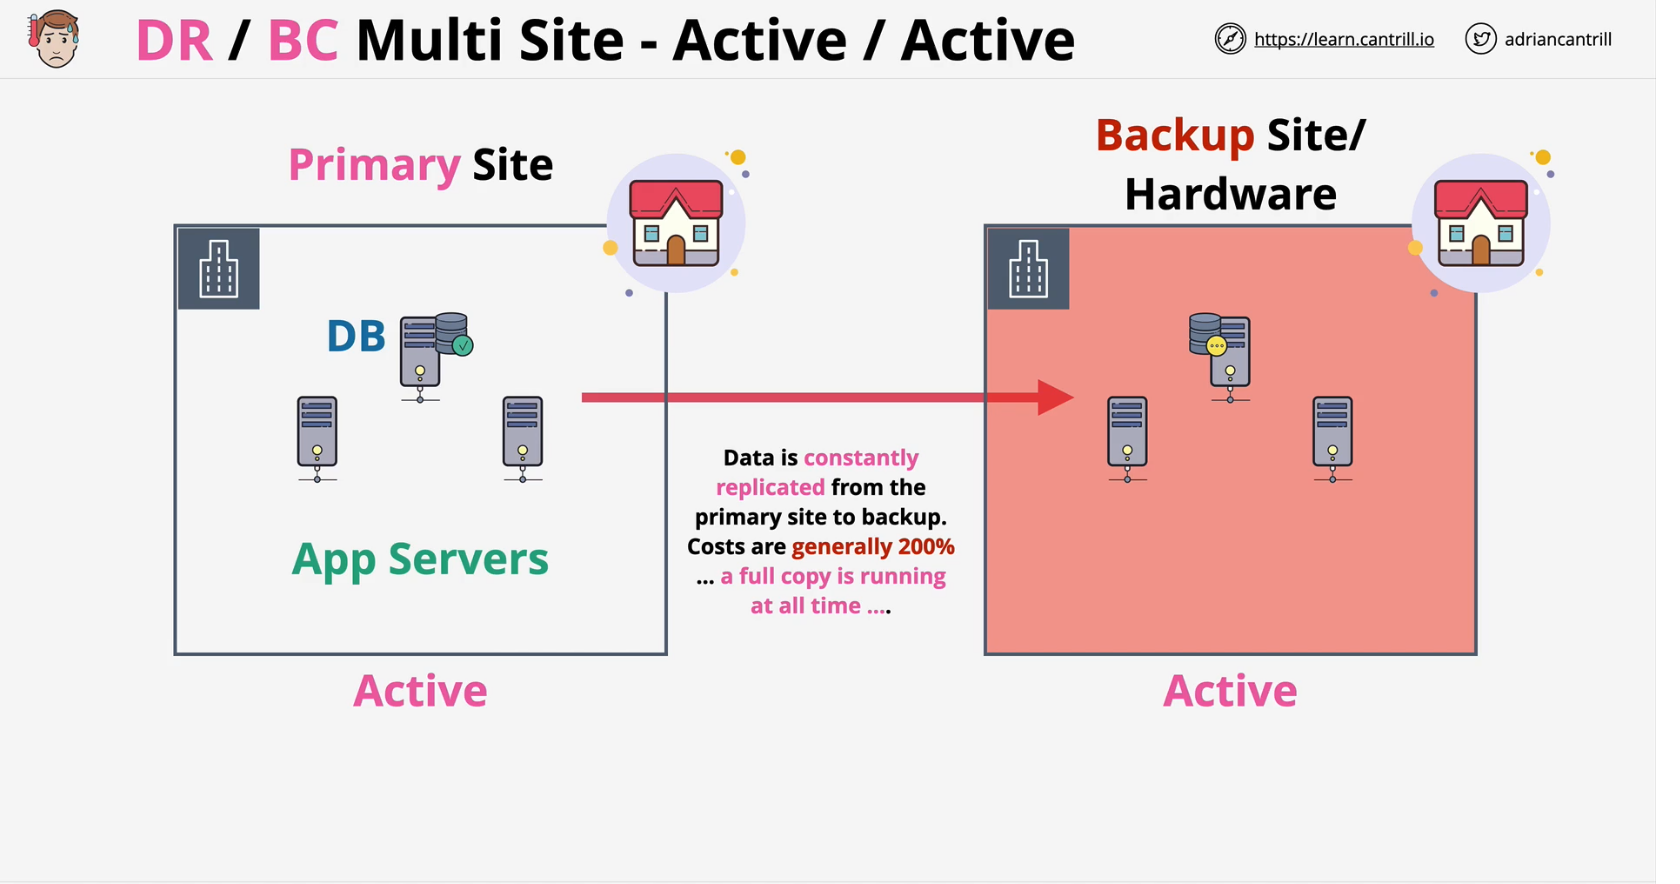 DR / BC Multi Site - Active / Active
https://learn.cantrill.io
adriancantrill
Primary Site
Backup Site/
Hardware
DB
App Servers
Data is constantly
replicated from the
primary site to backup.
Costs are generally 200%
... a full copy is running
at all time ....
Active
Active